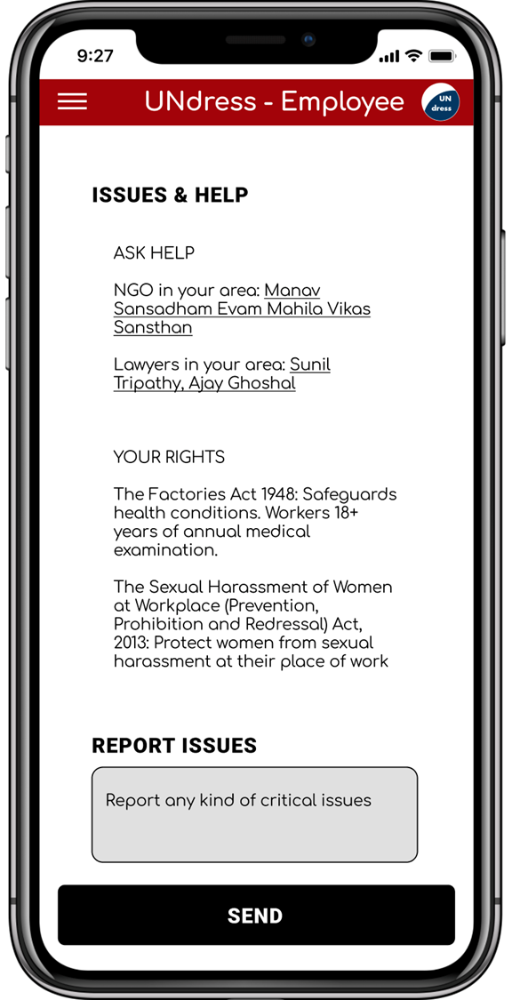 9:27
UNdress - Employee
UN
dress
ISSUES & HELP
ASK HELP
NGO in your area: Manav
Sansadham Evam Mahila Vikas
Sansthan
Lawyers in your area: Sunil
Tripathy, Ajay Ghoshal
YOUR RIGHTS
The Factories Act 1948: Safeguards
health conditions. Workers 18+
years of annual medical
examination.
The Sexual Harassment of Women
at Workplace (Prevention,
Prohibition and Redressal) Act,
2013: Protect women from sexual
harassment at their place of work
REPORT ISSUES
Report any kind of critical issues
SEND